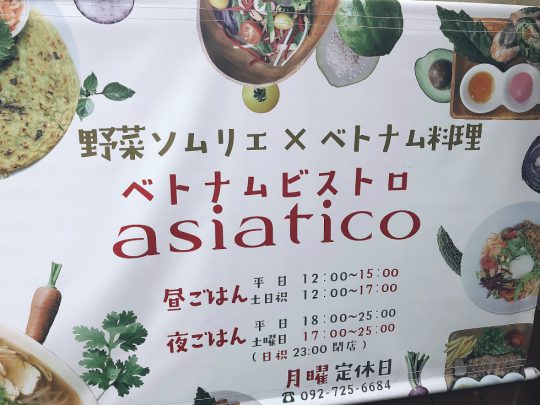 野菜ソムリエ×ベトナム料理
ベトナムビストロ
asiatico
昼ごはん 平日 12:00~15:00
土日祝 12:00~17:00
夜ごはん 平日 18:00~25:00
土曜日 17:00~25:00
(日祝 23:00 閉店)
月曜定休日
☎092-725-6684